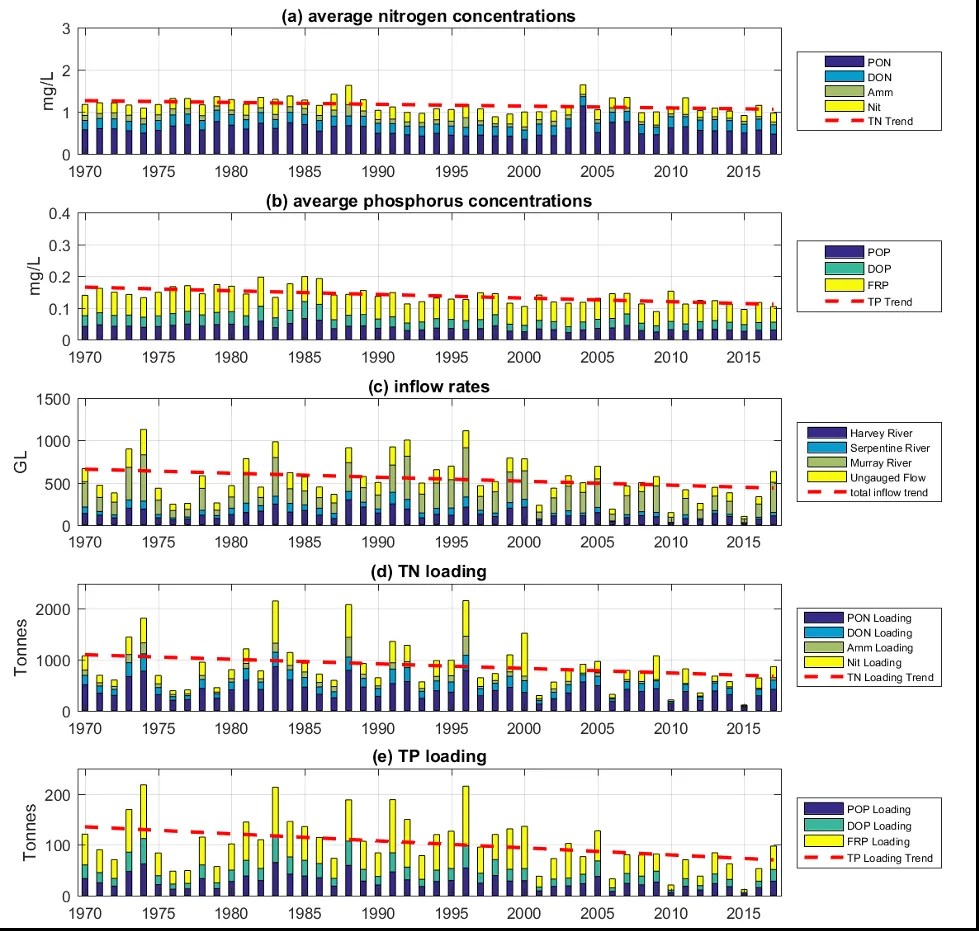 (a) average nitrogen concentrations
3
2
1
0
mg/L
1970 1975 1980 1985 1990 1995 2000 2005 2010 2015
PON
DON
Amm
Nit
TN Trend
(b) avearge phosphorus concentrations
0.4
0.3
0.2
0.1
0
mg/L
1970 1975 1980 1985 1990 1995 2000 2005 2010 2015
POP
DOP
FRP
TP Trend
(c) inflow rates
1500
1000
500
0
GL
1970 1975 1980 1985 1990 1995 2000 2005 2010 2015
Harvey River
Serpentine River
Murray River
Ungauged Flow
total inflow trend
(d) TN loading
2000
1000
0
Tonnes
1970 1975 1980 1985 1990 1995 2000 2005 2010 2015
PON Loading
DON Loading
Amm Loading
Nit Loading
TN Loading Trend
(e) TP loading
200
100
0
Tonnes
1970 1975 1980 1985 1990 1995 2000 2005 2010 2015
POP Loading
DOP Loading
FRP Loading
TP Loading Trend